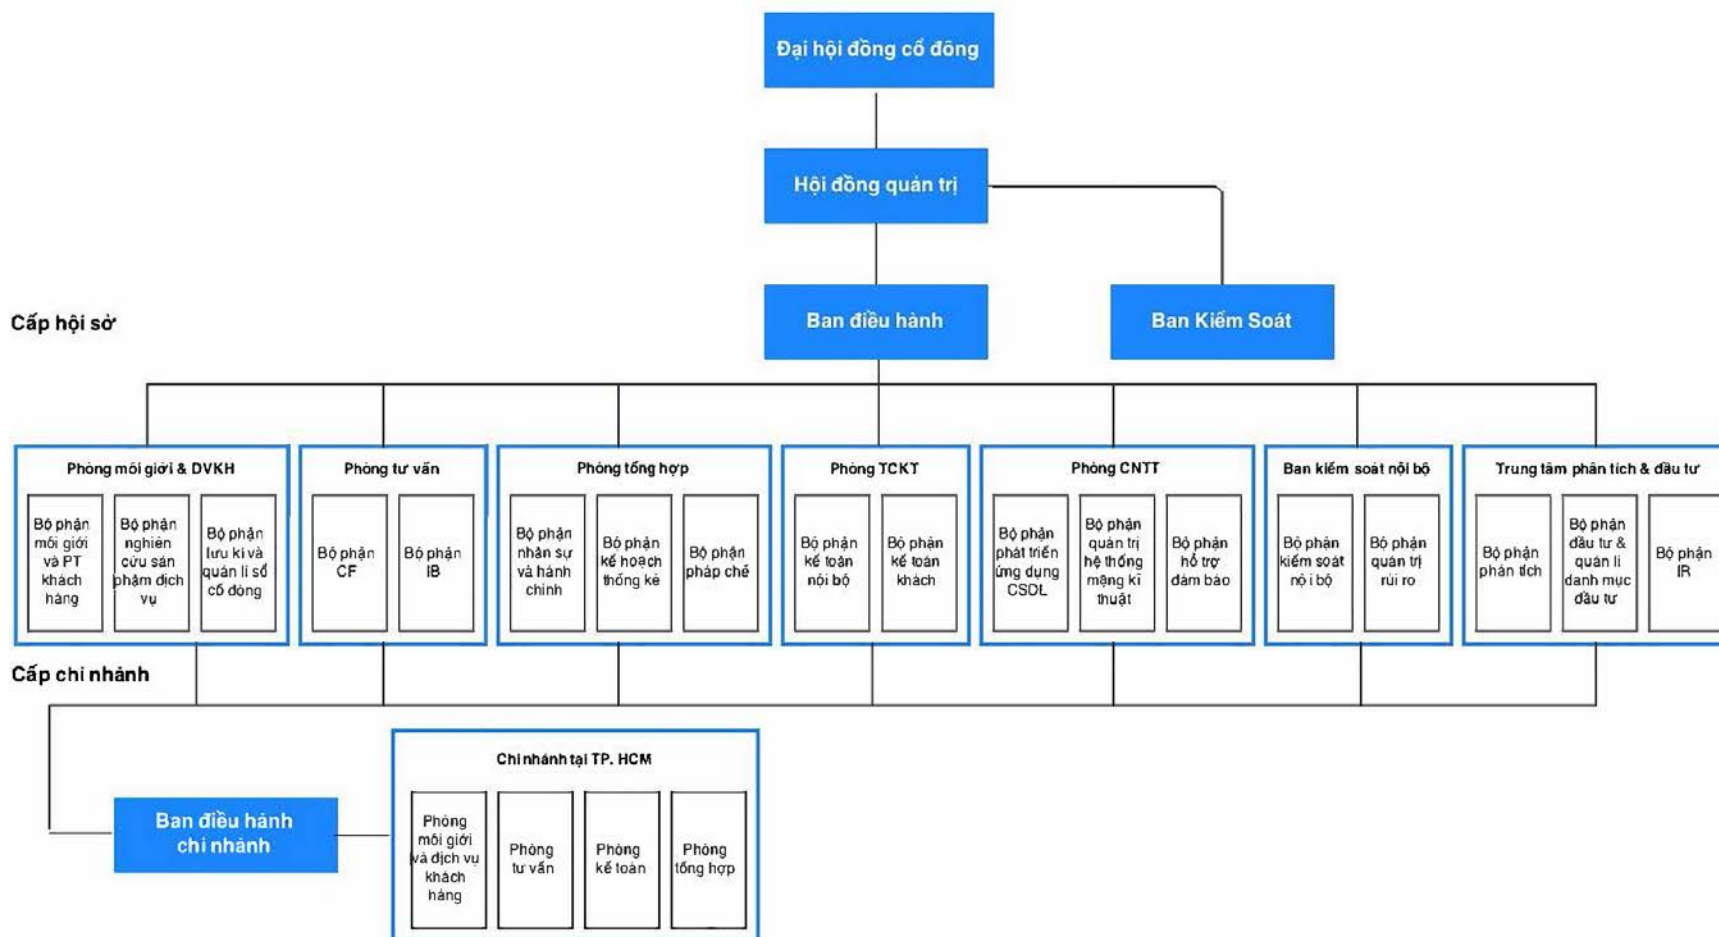 Đại hội đồng cổ đông
Hội đồng quản trị
Cấp hội sở
Ban điều hành
Ban Kiểm Soát
Phòng môi giới & DVKH
Bộ phận
môi giới
và PT
khách
hàng
Bộ phận
nghiên
cứu sản
phậm dịch
vụ
Bộ phận
lưu kí và
quản lí sổ
cổ đông
Phòng tư vấn
Bộ phận
CF
Bộ phận
IB
Phòng tổng hợp
Bộ phận
nhân sự
và hành
chính
Bộ phận
kế hoạch
thống kê
Bộ phận
pháp chế
Phòng TCKT
Bộ phận
kế toán
nội bộ
Bộ phận
kế toán
khách
Phòng CNTT
Bộ phận
phát triển
ứng dụng
CSDL
Bộ phận
quản trị
hệ thống
mạng kĩ
thuật
Bộ phận
hổ trợ
đảm bảo
Ban kiểm soát nội bộ
Bộ phận
kiểm soát
nội bộ
Bộ phận
quản trị
rủi ro
Trung tâm phân tích & đầu tư
Bộ phận
phân tích
Bộ phận
đầu tư &
quản lí
danh mục
đầu tư
Bộ phận
IR
Cấp chi nhánh
Ban điều hành
chi nhánh
Chi nhánh tại TP. HCM
Phòng
môi giới
và dịch vụ
khách
hàng
Phòng
tư vấn
Phòng
kế toán
Phòng
tổng hợp